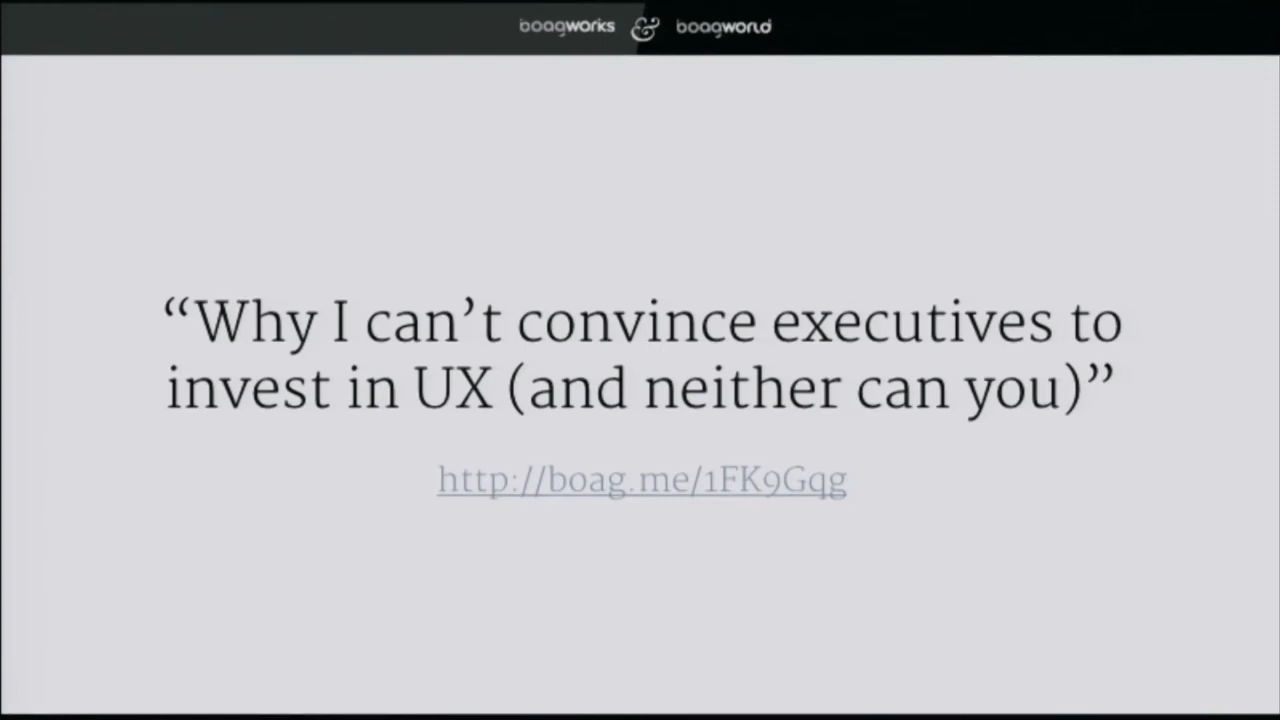 boagworks & boagworld
“Why I can’t convince executives to
invest in UX (and neither can you)”
http://boag.me/1FK9Gqg